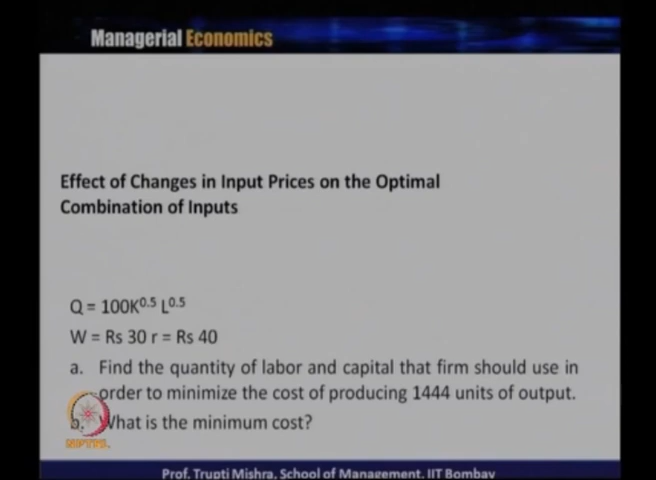 Managerial Economics
Effect of Changes in Input Prices on the Optimal
Combination of Inputs
Q = 100K^0.5 L^0.5
W = Rs 30 r = Rs 40
a. Find the quantity of labor and capital that firm should use in
order to minimize the cost of producing 1444 units of output.
b. What is the minimum cost?
NPTEL
Prof. Trupti Mishra, School of Management, IIT Bombay